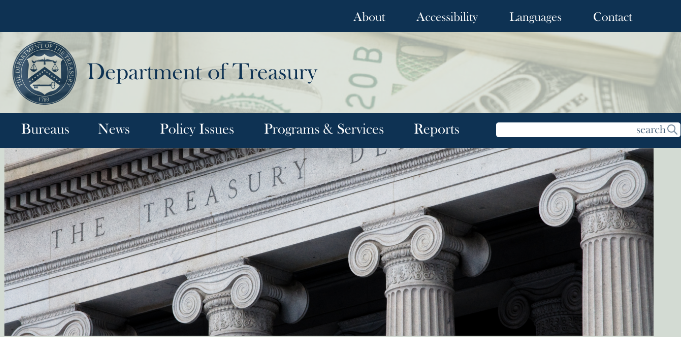 About Accessibility Languages Contact
THE DEPARTMENT OF THE TREASURY
1789
Department of Treasury
20B
Bureaus News Policy Issues Programs & Services Reports search
THE TREASURY DE